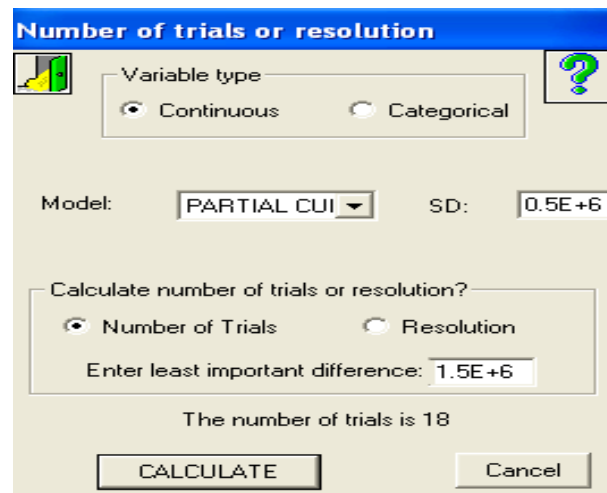 Number of trials or resolution
Variable type
Continuous Categorical
Model: PARTIAL CUI SD: 0.5E+6
Calculate number of trials or resolution?
Number of Trials Resolution
Enter least important difference: 1.5E+6
The number of trials is 18
CALCULATE Cancel